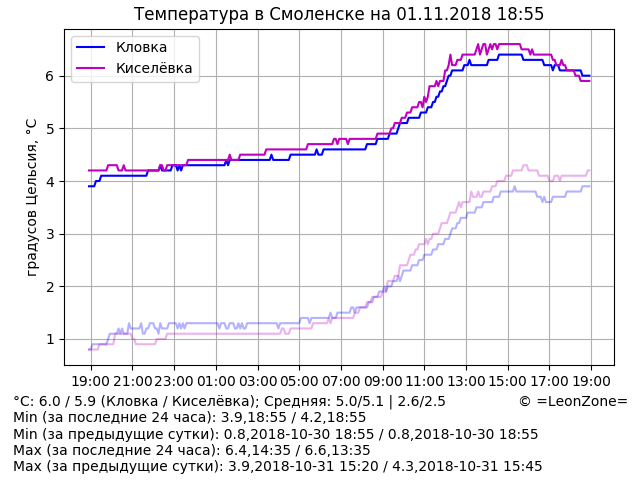 Температура в Смоленске на 01.11.2018 18:55
Кловка
Киселёвка
градусов Цельсия, °C
6
5
4
3
2
1
19:00 21:00 23:00 01:00 03:00 05:00 07:00 09:00 11:00 13:00 15:00 17:00 19:00
°C: 6.0 / 5.9 (Кловка / Киселёвка); Средняя: 5.0/5.1 | 2.6/2.5 © =LeonZone=
Min (за последние 24 часа): 3.9,18:55 / 4.2,18:55
Min (за предыдущие сутки): 0.8,2018-10-30 18:55 / 0.8,2018-10-30 18:55
Max (за последние 24 часа): 6.4,14:35 / 6.6,13:35
Max (за предыдущие сутки): 3.9,2018-10-31 15:20 / 4.3,2018-10-31 15:45